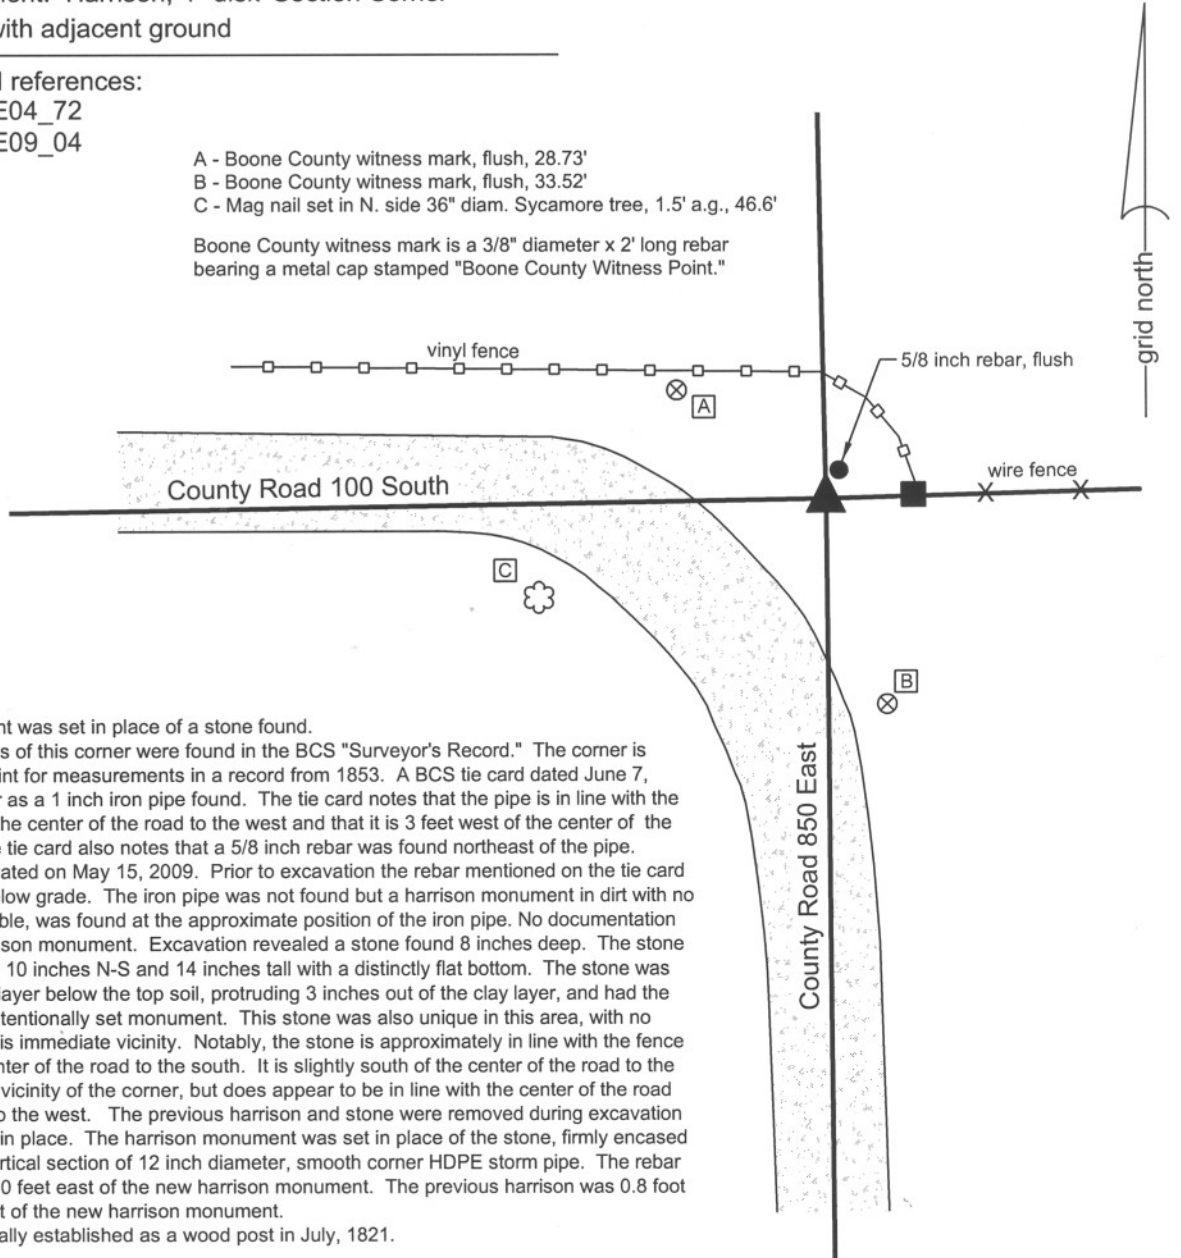 with adjacent ground
references:
E04_72
E09_04
A - Boone County witness mark, flush, 28.73'
B - Boone County witness mark, flush, 33.52'
C - Mag nail set in N. side 36" diam. Sycamore tree, 1.5' a.g., 46.6'
Boone County witness mark is a 3/8" diameter x 2' long rebar
bearing a metal cap stamped "Boone County Witness Point."
grid north
vinyl fence
5/8 inch rebar, flush
A
wire fence
County Road 100 South
C
B
County Road 850 East
nt was set in place of a stone found.
s of this corner were found in the BCS "Surveyor's Record." The corner is
int for measurements in a record from 1853. A BCS tie card dated June 7,
r as a 1 inch iron pipe found. The tie card notes that the pipe is in line with the
he center of the road to the west and that it is 3 feet west of the center of the
e tie card also notes that a 5/8 inch rebar was found northeast of the pipe.
ated on May 15, 2009. Prior to excavation the rebar mentioned on the tie card
low grade. The iron pipe was not found but a harrison monument in dirt with no
ble, was found at the approximate position of the iron pipe. No documentation
son monument. Excavation revealed a stone found 8 inches deep. The stone
10 inches N-S and 14 inches tall with a distinctly flat bottom. The stone was
layer below the top soil, protruding 3 inches out of the clay layer, and had the
tentionally set monument. This stone was also unique in this area, with no
is immediate vicinity. Notably, the stone is approximately in line with the fence
nter of the road to the south. It is slightly south of the center of the road to the
vicinity of the corner, but does appear to be in line with the center of the road
o the west. The previous harrison and stone were removed during excavation
in place. The harrison monument was set in place of the stone, firmly encased
rtical section of 12 inch diameter, smooth corner HDPE storm pipe. The rebar
0 feet east of the new harrison monument. The previous harrison was 0.8 foot
t of the new harrison monument.
ally established as a wood post in July, 1821.